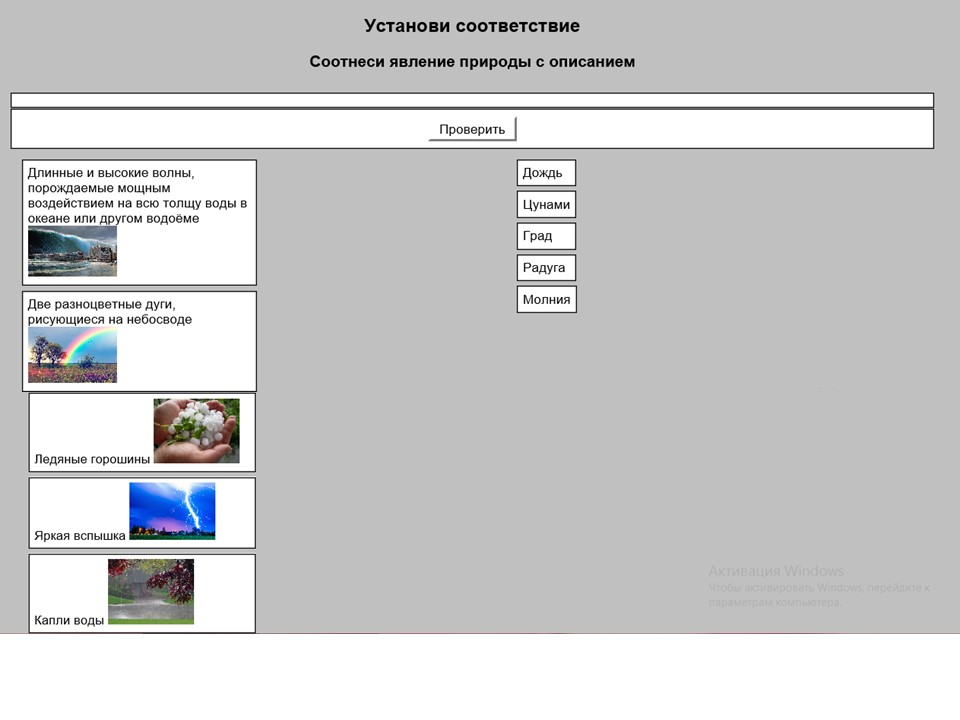 Установи соответствие
Соотнеси явление природы с описанием
Проверить
Длинные и высокие волны,
порождаемые мощным
воздействием на всю толщу воды в
океане или другом водоёме
Две разноцветные дуги,
рисующиеся на небосводе
Ледяные горошины
Яркая вспышка
Капли воды
Дождь
Цунами
Град
Радуга
Молния
Активация Windows
Чтобы активировать Windows, перейдите к
параметрам компьютера.